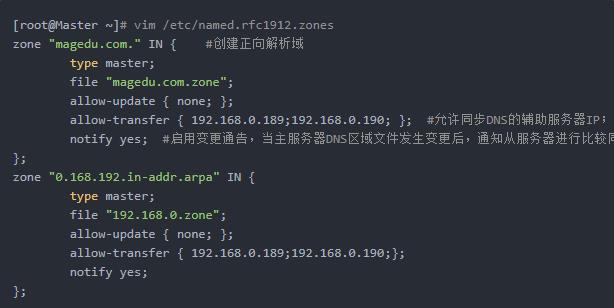 [root@Master ~]# vim /etc/named.rfc1912.zones
zone "magedu.com." IN {    #创建正向解析域
        type master;
        file "magedu.com.zone";
        allow-update { none; };
        allow-transfer { 192.168.0.189;192.168.0.190; };  #允许同步DNS的辅助服务器IP;
        notify yes;  #启用变更通告，当主服务器DNS区域文件发生变更后，通知从服务器进行比较同
};
zone "0.168.192.in-addr.arpa" IN {
        type master;
        file "192.168.0.zone";
        allow-update { none; };
        allow-transfer { 192.168.0.189;192.168.0.190;};
        notify yes;
};